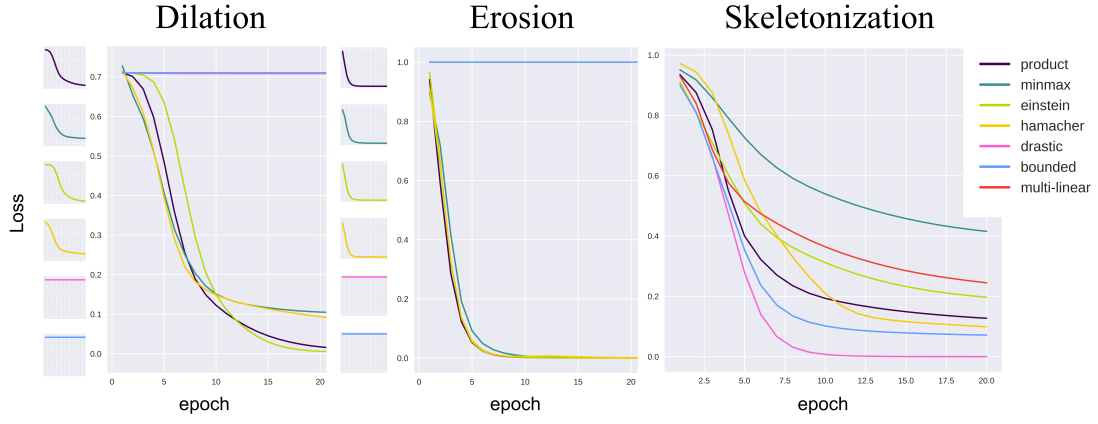 Dilation
Erosion
Skeletonization
Loss
0.7
0.6
0.5
0.4
0.3
0.2
0.1
0.0
0
5
10
15
20
epoch
1.0
0.8
0.6
0.4
0.2
0.0
0
5
10
15
20
epoch
1.0
0.8
0.6
0.4
0.2
0.0
2.5
5.0
7.5
10.0
12.5
15.0
17.5
20.0
epoch
product
minmax
einstein
hamacher
drastic
bounded
multi-linear